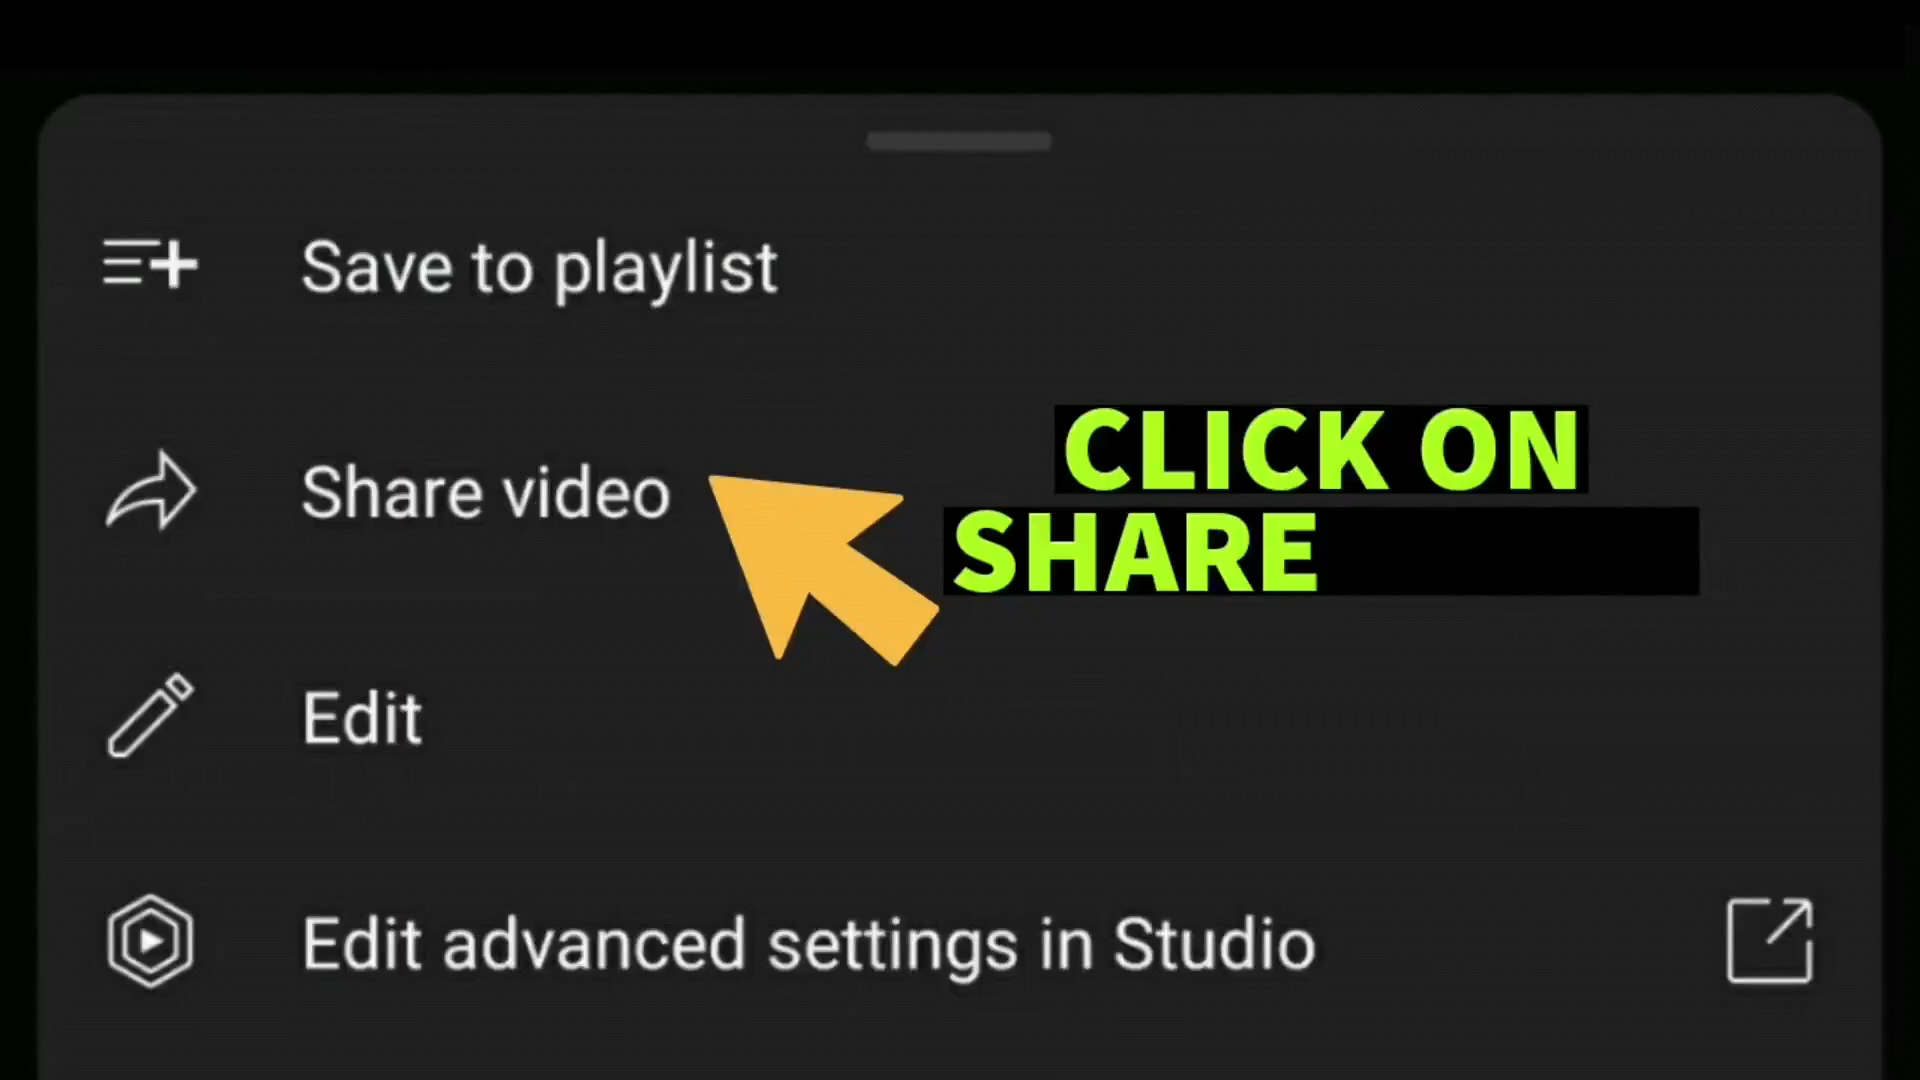 Save to playlist
Share video
CLICK ON
SHARE
Edit
Edit advanced settings in Studio